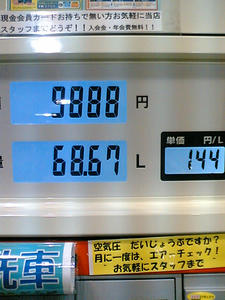 現金会員カードお持ちで無い方お気軽に当店
スタッフまでどうぞ!!入会金・年会費無料!!
9888 円
単価 円/L
68.67 L
144
空気圧 だいじょうぶですか?
月に一度は、エアーチェック!
お気軽にスタッフまで
洗車